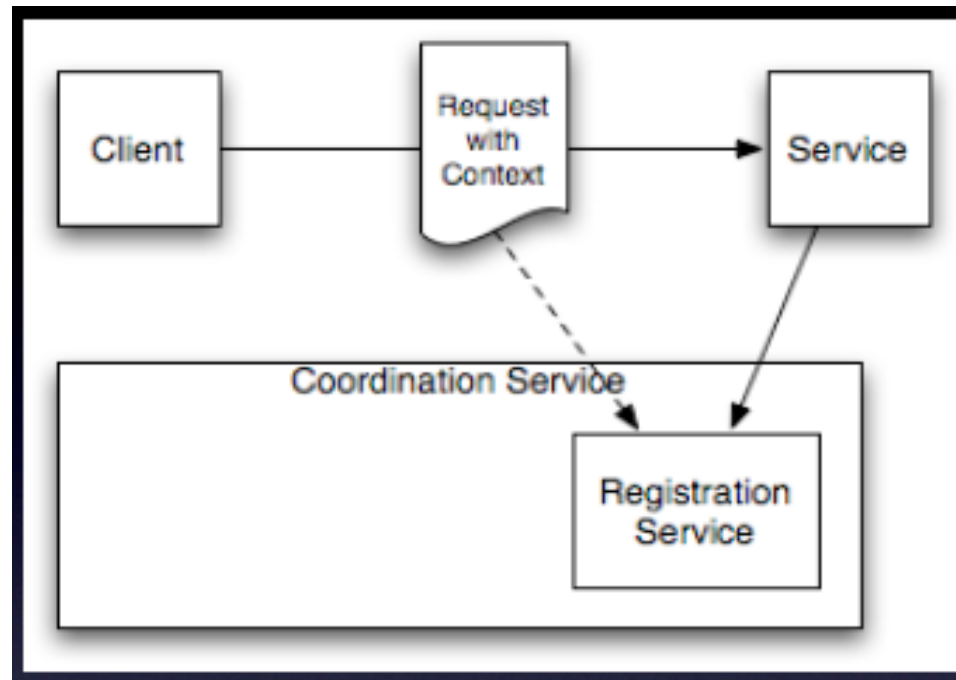 Client
Request
with
Context
Service
Coordination Service
Registration
Service